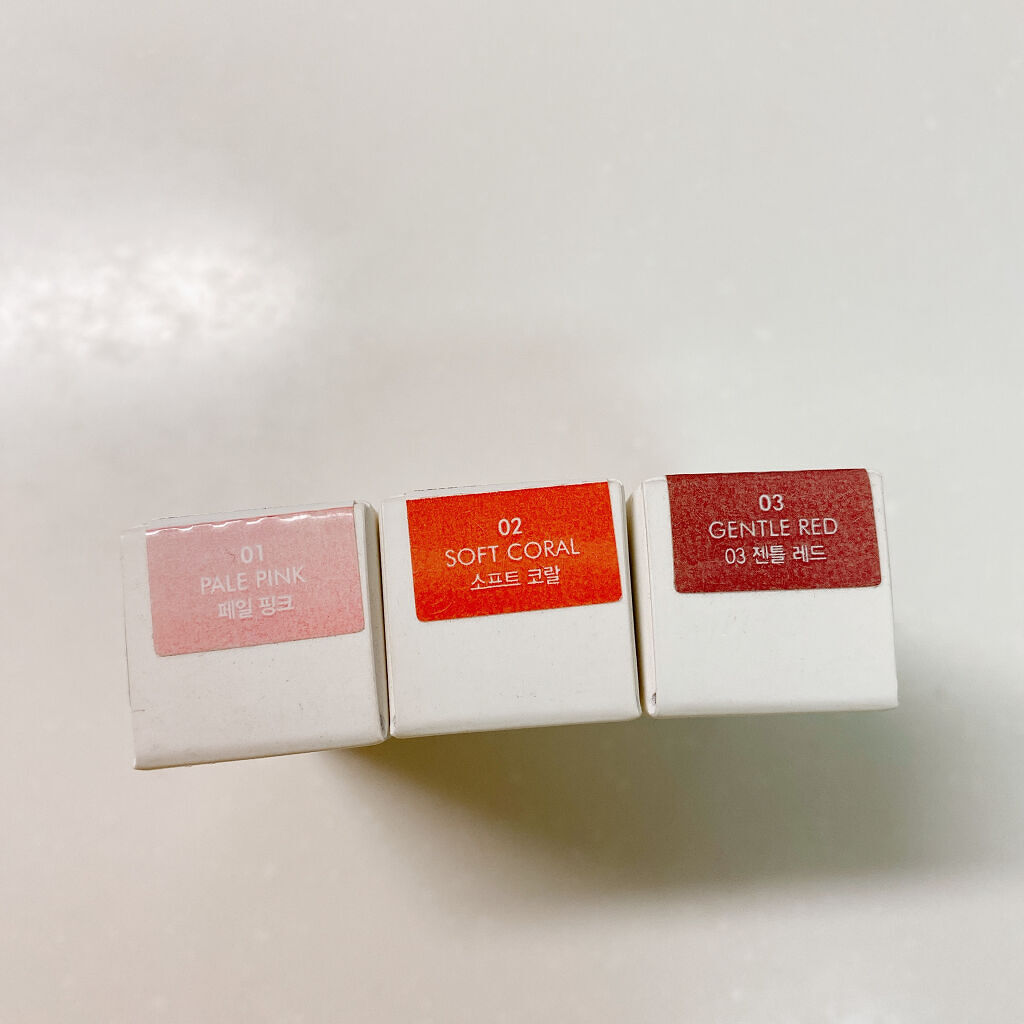 01
PALE PINK
페일 핑크
02
SOFT CORAL
소프트 코랄
03
GENTLE RED
03 젠틀 레드